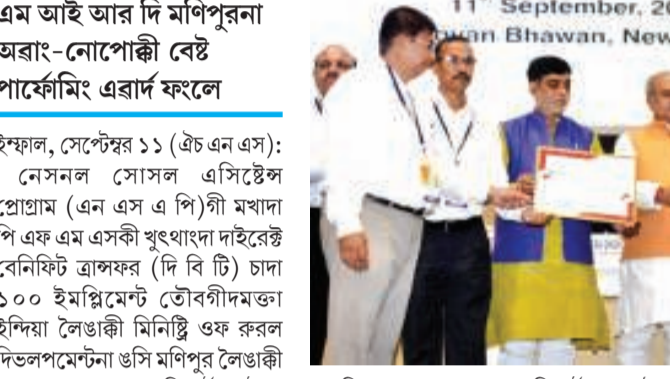 এম আই আর দি মণিপুরনা
অৱাং-নোপোক্কী বেষ্ট
পার্ফোমিং এৱার্দ ফংলে
ইম্ফাল, সেপ্টেম্বর ১১ (ঐচ এন এস):
নেসনল সোসল এসিষ্টেন্স
প্রোগ্রাম (এন এস এ পি)গী মখাদা
পি এফ এম এসকী খুৎথাংদা দাইরেক্ট
বেনিফিট ত্রান্সফর (দি বি টি) চাদা
১০০ ইমপ্লিমেন্ট তৌবগীদমক্তা
ইন্দিয়া লৈঙাক্কী মিনিষ্ট্রি ওফ রুরল
দিভলপমেন্টনা ঙসি মণিপুর লৈঙাক্কী
11th September, 20
Bhawan, New